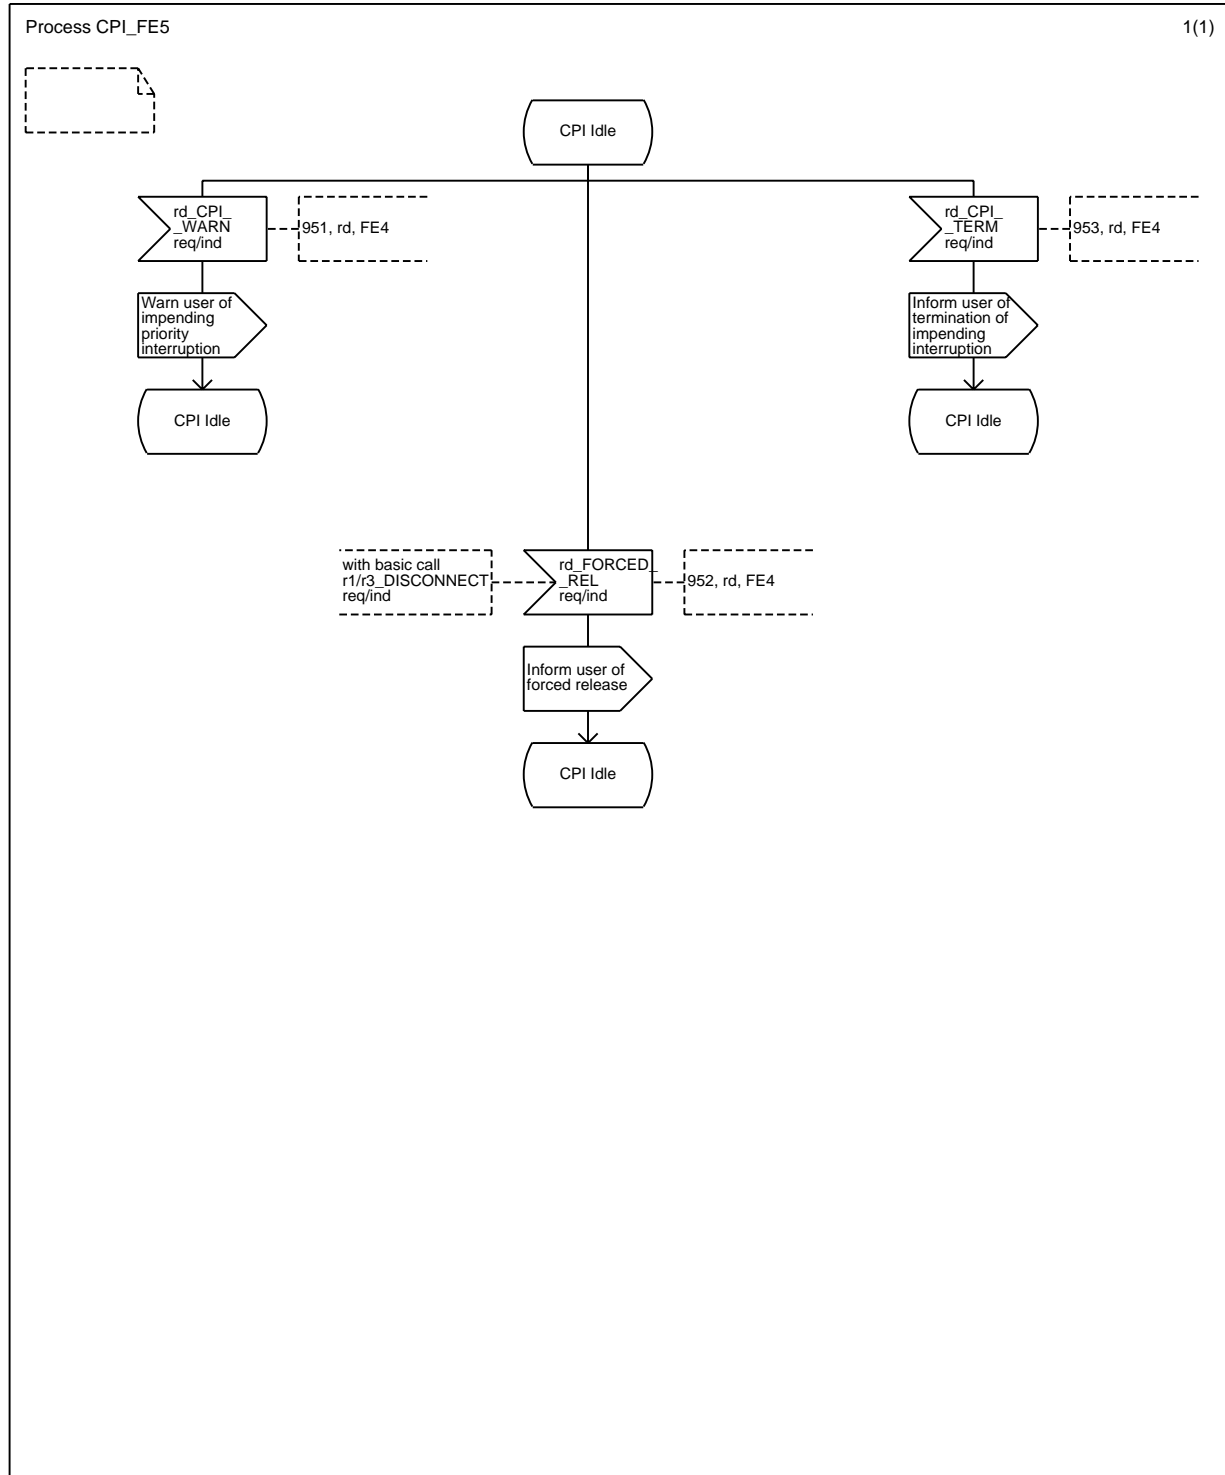 Process CPI_FE5
1(1)
CPI Idle
rd_CPI_
_WARN
req/ind
951, rd, FE4
rd_CPI_
_TERM
req/ind
953, rd, FE4
Warn user of
impending
priority
interruption
Inform user of
termination of
impending
interruption
CPI Idle
CPI Idle
with basic call
r1/r3_DISCONNECT
req/ind
rd_FORCED_
_REL
req/ind
952, rd, FE4
Inform user of
forced release
CPI Idle